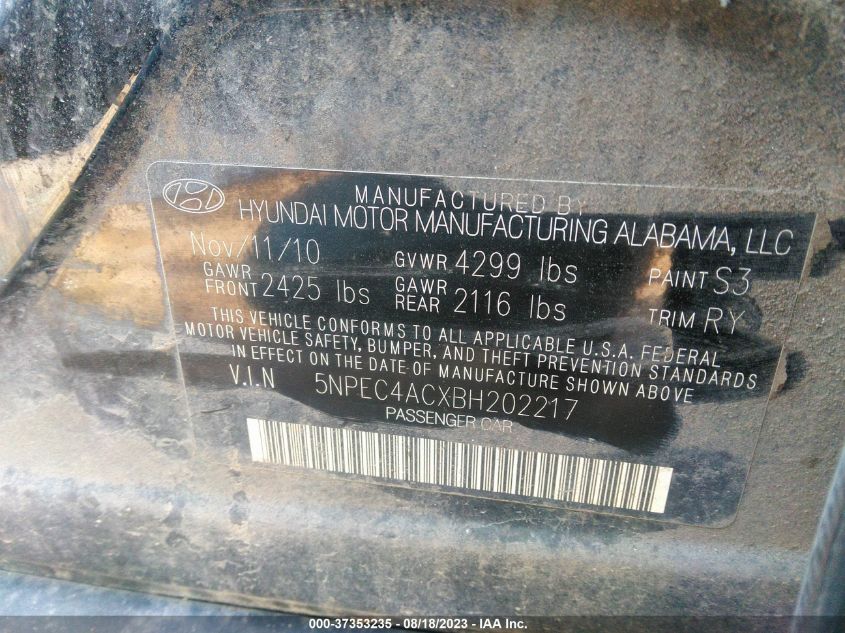 MANUFACTURED BY
HYUNDAI MOTOR MANUFACTURING ALABAMA, LLC
Nov/11/10 GVWR 4299 lbs PAINT S3
GAWR FRONT 2425 lbs GAWR REAR 2116 lbs TRIM RY
THIS VEHICLE CONFORMS TO ALL APPLICABLE U.S.A. FEDERAL
MOTOR VEHICLE SAFETY, BUMPER, AND THEFT PREVENTION STANDARDS
IN EFFECT ON THE DATE OF MANUFACTURE SHOWN ABOVE
V.I.N 5NPEC4ACXBH202217
PASSENGER CAR
000-37353235 - 08/18/2023 - IAA Inc.